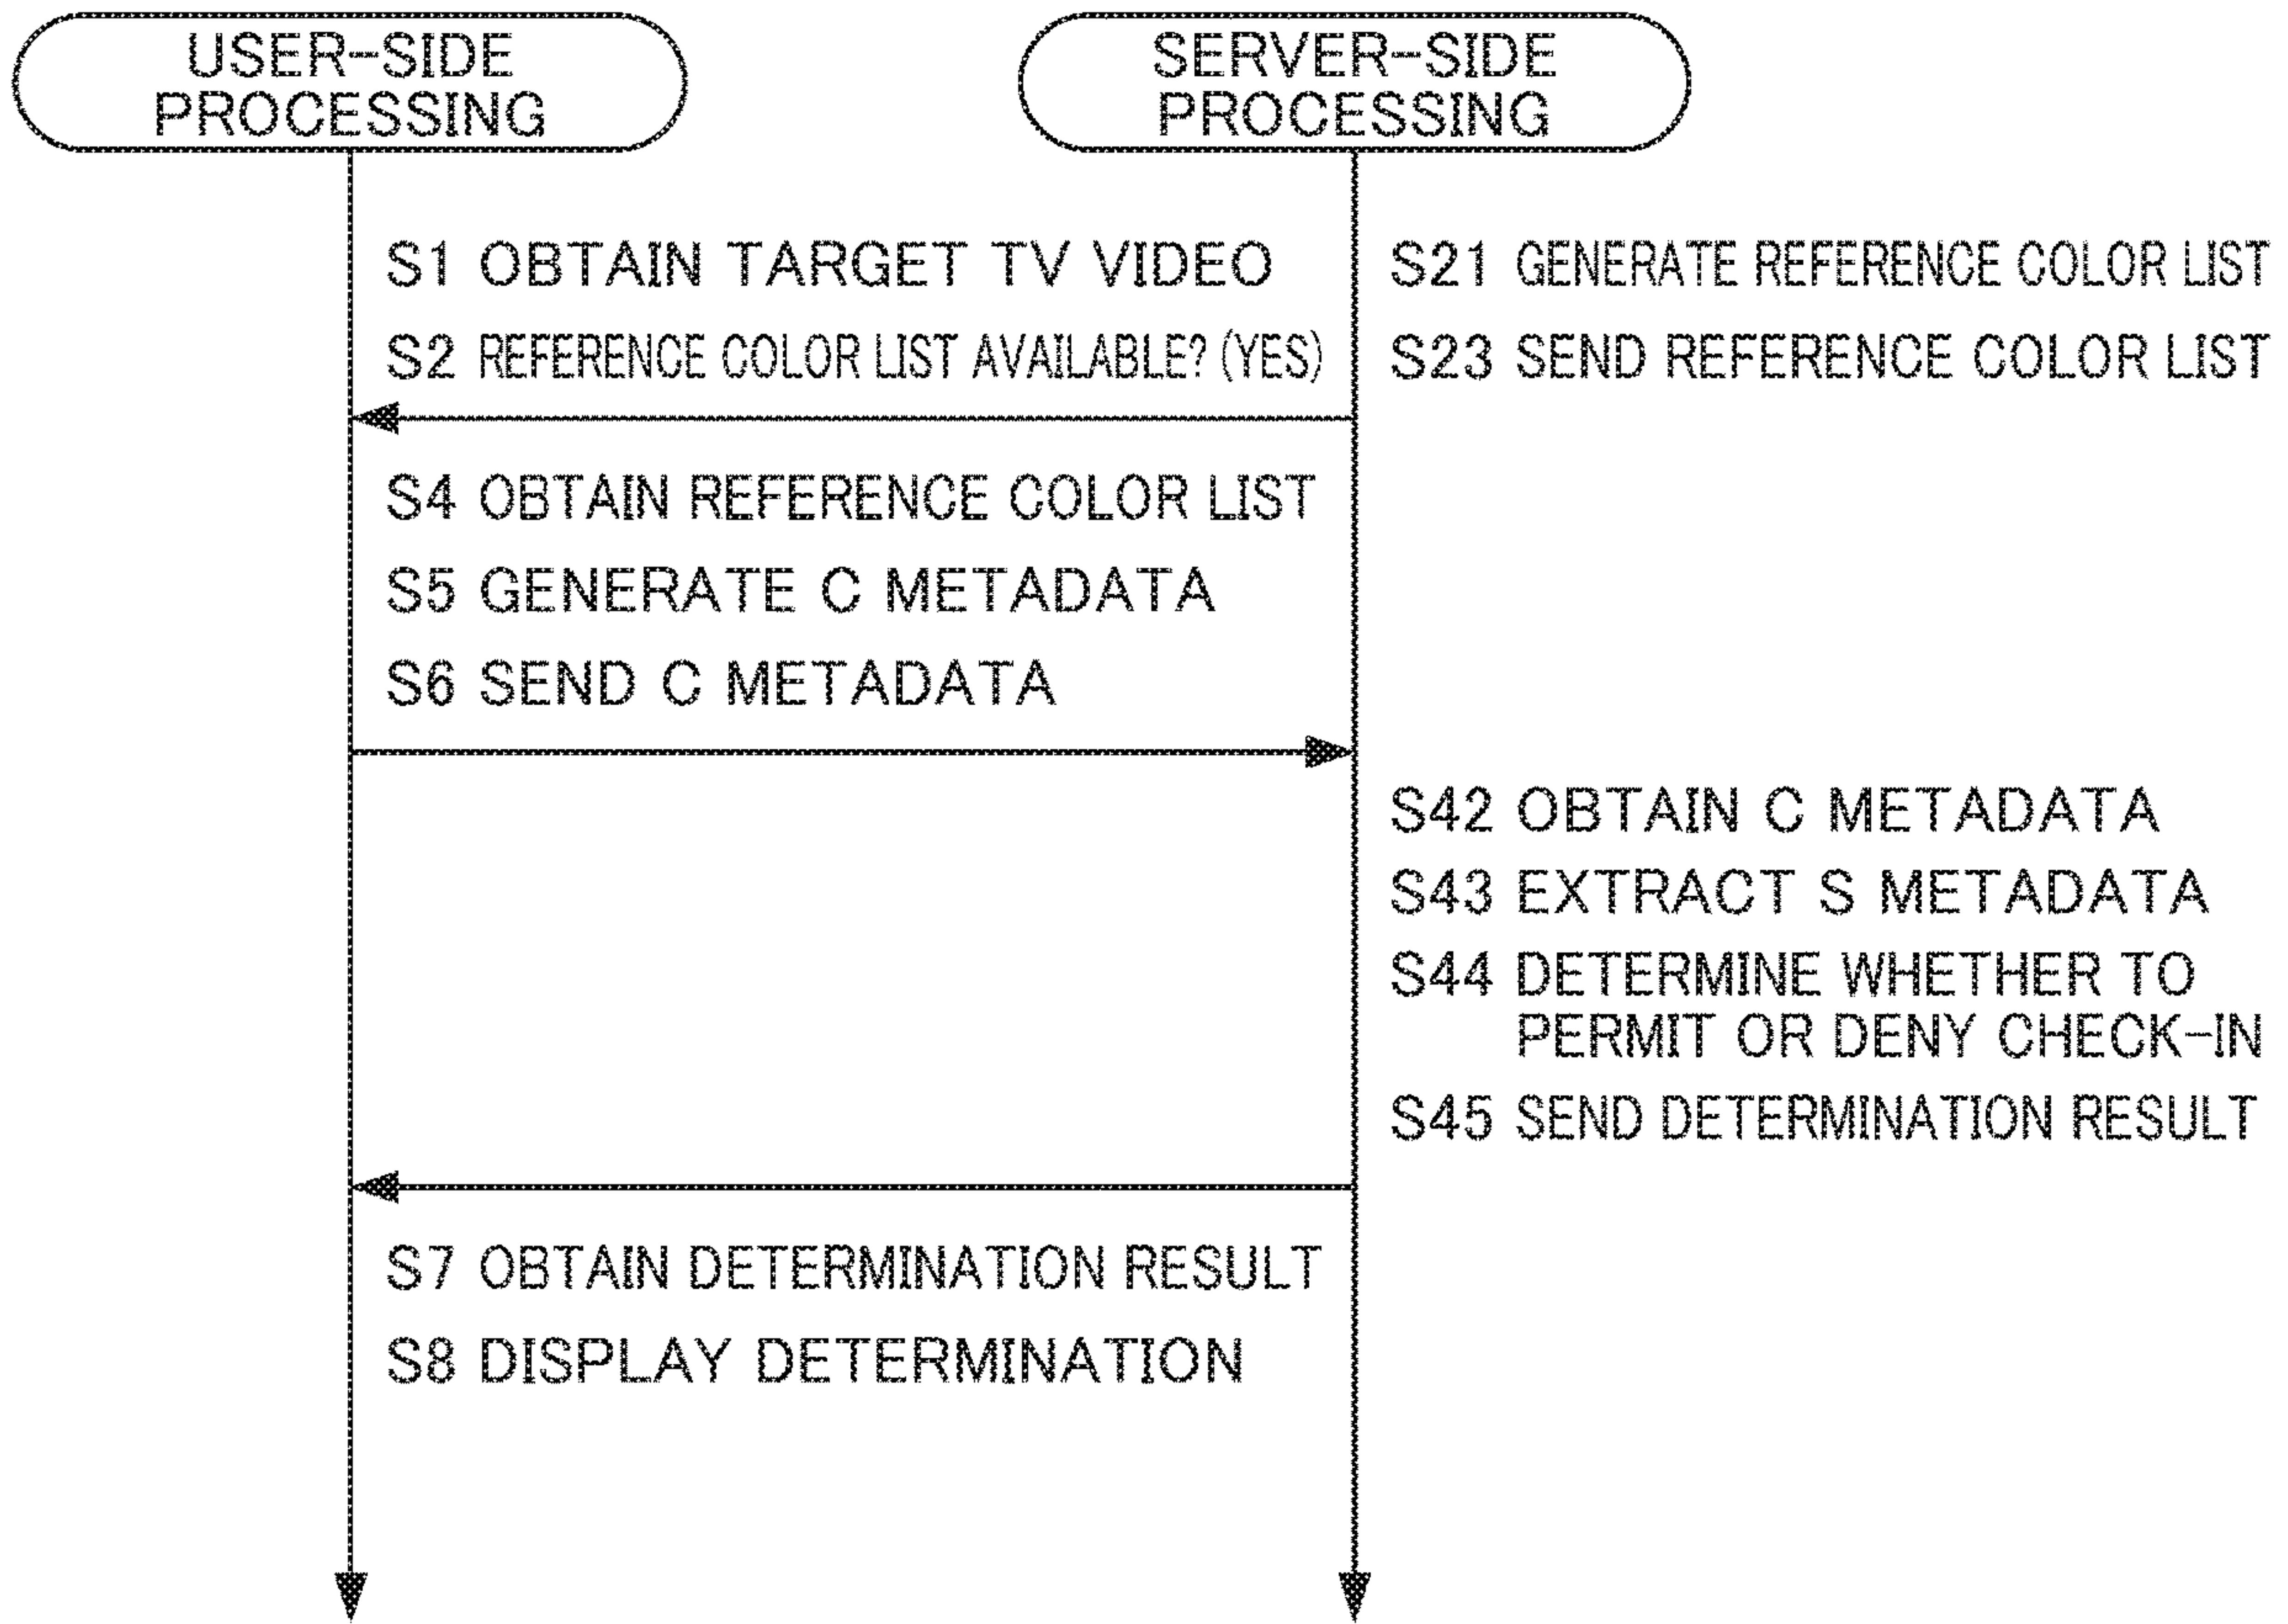 USER-SIDE
PROCESSING
SERVER-SIDE
PROCESSING
S1 OBTAIN TARGET TV VIDEO
S21 GENERATE REFERENCE COLOR LIST
S2 REFERENCE COLOR LIST AVAILABLE? (YES)
S23 SEND REFERENCE COLOR LIST
S4 OBTAIN REFERENCE COLOR LIST
S5 GENERATE C METADATA
S6 SEND C METADATA
S42 OBTAIN C METADATA
S43 EXTRACT S METADATA
S44 DETERMINE WHETHER TO
PERMIT OR DENY CHECK-IN
S45 SEND DETERMINATION RESULT
S7 OBTAIN DETERMINATION RESULT
S8 DISPLAY DETERMINATION